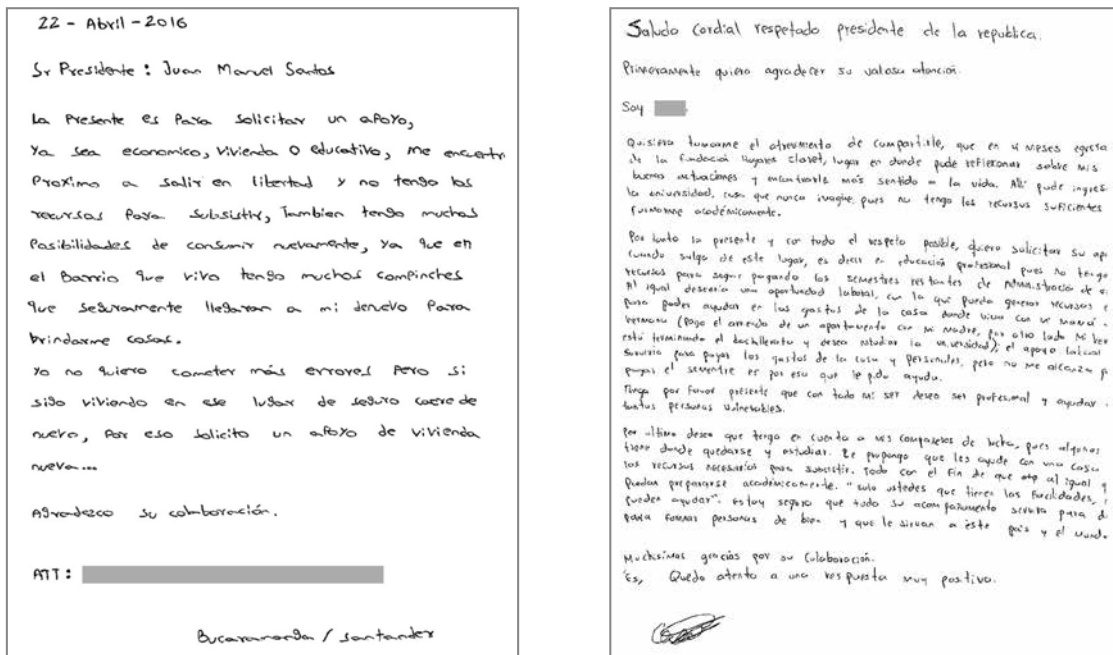 22 - Abril - 2016
Sr Presidente : Juan Manuel Santos
La Presente es Para Solicitar un aPoYo,
Ya sea economico, Vivienda O educativo, me encuentr
Proximo a salir en libertad y no tengo los
recursos Para Subsistir, Tambien tengo muchas
Posibilidades de consumir nuevamente, ya que en
el Barrio que vivo tengo muchos compinches
que seguramente llegaran a mi denuevo Para
brindarme cosas.
Yo no quiero cometer más errores Pero si
sigo viviendo en ese lugar de seguro caere de
nuevo, Por eso solicito un aPoYo de vivienda
nueva...
Agradezco su colaboración.
ATT :
Bucaramanga / santander
Saludo Cordial respetado presidente de la republica.
Primeramente quiero agradecer su valiosa atención.
Soy
Quisiera tomarme el atrevimiento de compartirle, que en 4 meses egresa
de la fundación Hogares claret, lugar en donde pude reflexionar sobre mis
buenas actuaciones y encontrarle más sentido a la vida. Allí pude ingres
la universidad, cosa que nunca imagine, pues no tengo los recursos suficientes
formarme académicamente.
Por tanto la presente y con todo el respeto posible, quiero solicitar su apo
cuando salga de este lugar, es decir en educación profesional pues no tengo
recursos para seguir pagando los semestres restantes de Administración de
Al igual desearía una oportunidad laboral, con la que pueda generar recursos
para poder ayudar en los gastos de la casa donde vivo con mi mamá
hermano (Pago el arriendo de un apartamento con mi madre, por otro lado mi her
está terminando el bachillerato y desea estudiar la universidad); el apoyo laboral
serviría para pagar los gastos de la casa y personales, pero no me alcanza p
pagar el semestre es por eso que le pido ayuda.
Tenga por favor presente que con todo mi ser deseo ser profesional y ayudar
tantas personas vulnerables.
Por ultimo deseo que tenga en cuenta a mis compañeros de lucha, pues algunos
tiene donde quedarse y estudiar. Le propongo que les ayude con una casa
los recursos necesarios para subsistir. Todo con el fin de que al igual
puedan prepararse académicamente. "solo ustedes que tienen las facilidades,
pueden ayudar". Estoy seguro que todo su acompañamiento servira para
para formar personas de bien y que le sirvan a este país y el mundo
Muchisimas gracias por su colaboración.
Es, Quedo atento a una respuesta muy positiva.